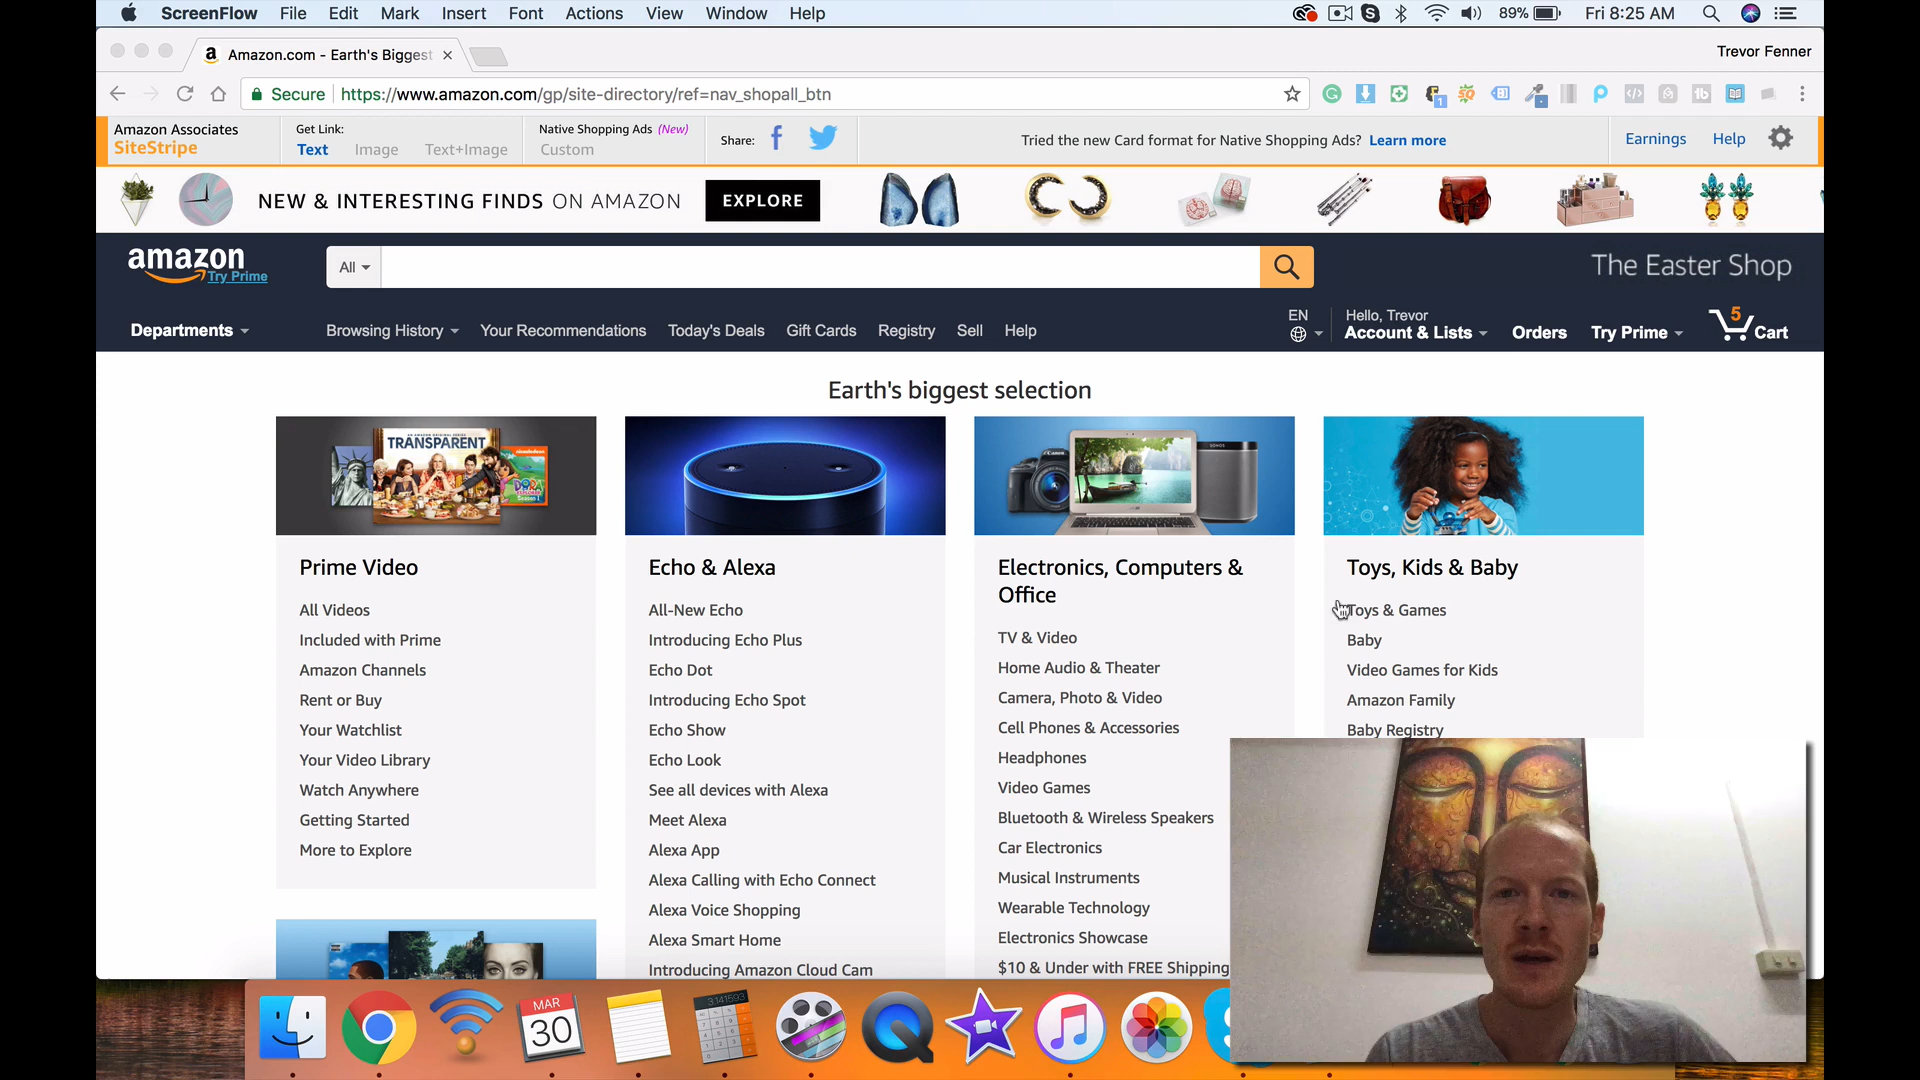 ScreenFlow File Edit Mark Insert Font Actions View Window Help 89% Fri 8:25 AM
Amazon.com - Earth's Biggest Trevor Fenner
Secure https://www.amazon.com/gp/site-directory/ref=nav_shopall_btn
Amazon Associates
SiteStripe
Get Link:
Text Image Text+Image
Native Shopping Ads (New)
Custom
Share:
Tried the new Card format for Native Shopping Ads? Learn more
Earnings Help
NEW & INTERESTING FINDS ON AMAZON EXPLORE
amazon
Try Prime
All
The Easter Shop
Departments
Browsing History Your Recommendations Today's Deals Gift Cards Registry Sell Help
EN
Hello, Trevor
Account & Lists
Orders
Try Prime
5
Cart
Earth's biggest selection
TRANSPARENT
Prime Video
All Videos
Included with Prime
Amazon Channels
Rent or Buy
Your Watchlist
Your Video Library
Watch Anywhere
Getting Started
More to Explore
Echo & Alexa
All-New Echo
Introducing Echo Plus
Echo Dot
Introducing Echo Spot
Echo Show
Echo Look
See all devices with Alexa
Meet Alexa
Alexa App
Alexa Calling with Echo Connect
Alexa Voice Shopping
Alexa Smart Home
Introducing Amazon Cloud Cam
Canon
SONOS
Electronics, Computers &
Office
TV & Video
Home Audio & Theater
Camera, Photo & Video
Cell Phones & Accessories
Headphones
Video Games
Bluetooth & Wireless Speakers
Car Electronics
Musical Instruments
Wearable Technology
Electronics Showcase
$10 & Under with FREE Shipping
Toys, Kids & Baby
Toys & Games
Baby
Video Games for Kids
Amazon Family
Baby Registry
MAR
30
3.141593